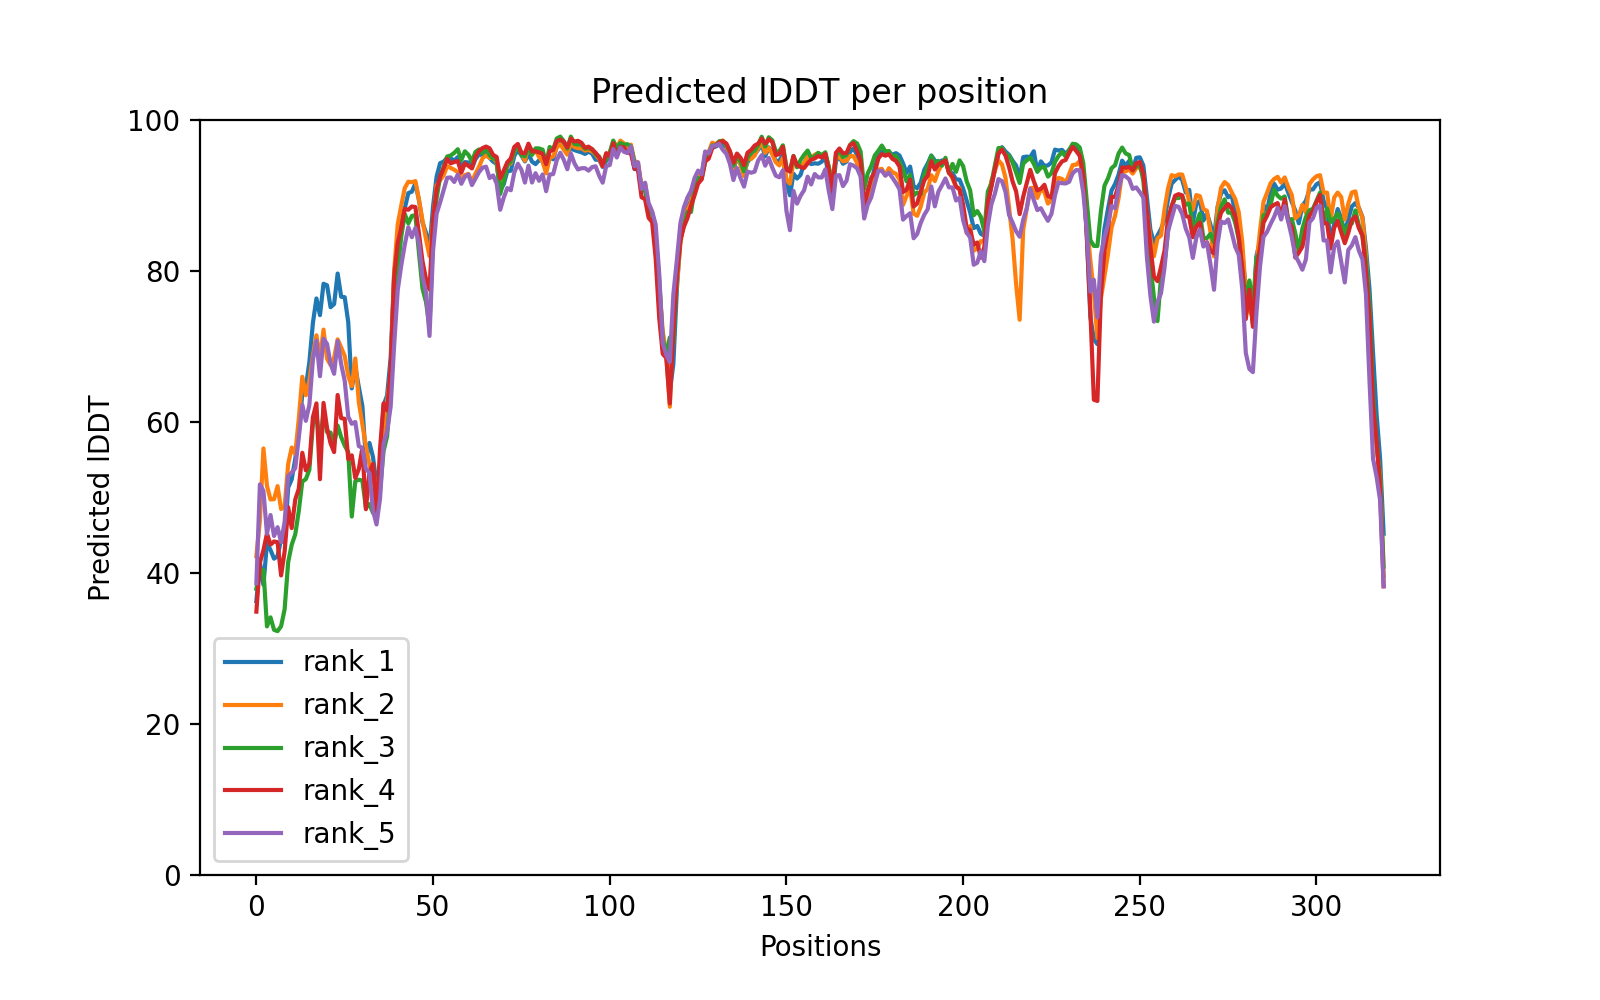 Predicted lDDT per position
100
80
60
40
20
0
Predicted lDDT
rank_1
rank_2
rank_3
rank_4
rank_5
0 50 100 150 200 250 300
Positions